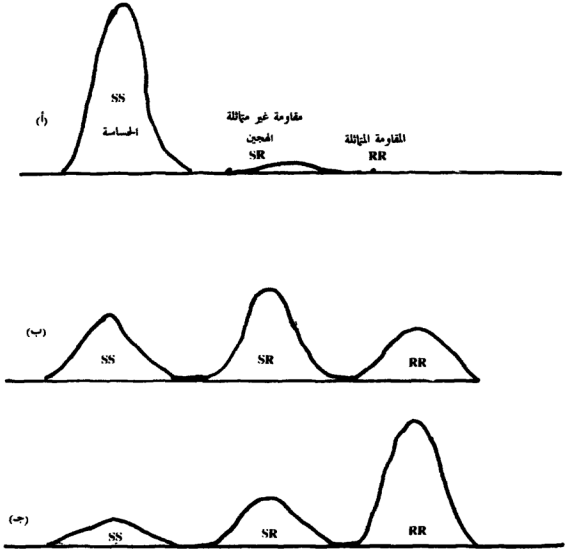 (أ)
SS
الحساسة
مقاومة غير متماثلة
الهجين
SR
المقاومة المتماثلة
RR
(ب)
SS
SR
RR
(جـ)
SS
SR
RR